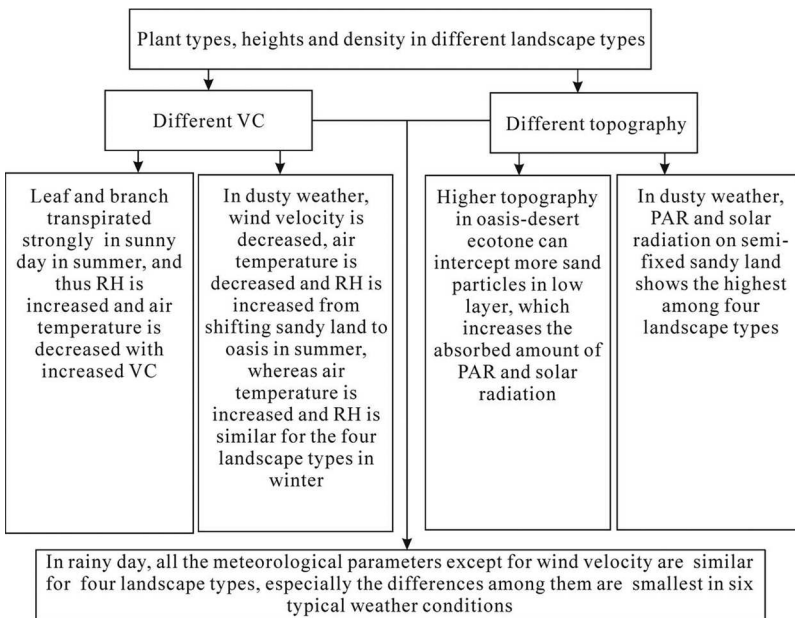 Plant types, heights and density in different landscape types
Different VC
Different topography
Leaf and branch
transpirated
strongly in sunny
day in summer, and
thus RH is
increased and air
temperature is
decreased with
increased VC
In dusty weather,
wind velocity is
decreased, air
temperature is
decreased and RH is
increased from
shifting sandy land to
oasis in summer,
whereas air
temperature is
increased and RH is
similar for the four
landscape types in
winter
Higher topography
in oasis-desert
ecotone can
intercept more sand
particles in low
layer, which
increases the
absorbed amount of
PAR and solar
radiation
In dusty weather,
PAR and solar
radiation on semi-
fixed sandy land
shows the highest
among four
landscape types
In rainy day, all the meteorological parameters except for wind velocity are similar
for four landscape types, especially the differences among them are smallest in six
typical weather conditions